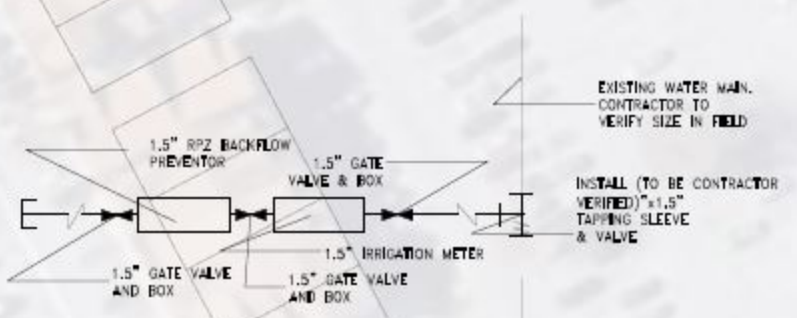 EXISTING WATER MAIN.
CONTRACTOR TO
VERIFY SIZE IN FIELD
1.5" RPZ BACKFLOW
PREVENTOR
1.5" GATE
VALVE & BOX
INSTALL (TO BE CONTRACTOR
VERIFIED)"x1.5"
TAPPING SLEEVE
& VALVE
1.5" IRRIGATION METER
1.5" GATE VALVE
AND BOX
1.5" GATE VALVE
AND BOX